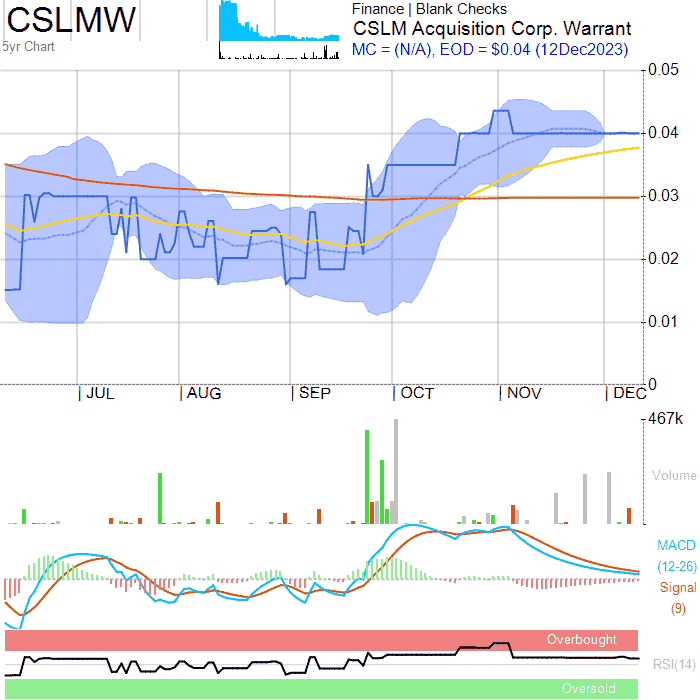 CSLMW
5yr Chart
Finance | Blank Checks
CSLM Acquisition Corp. Warrant
MC = (N/A), EOD = $0.04 (12Dec2023)
0.05
0.04
0.03
0.02
0.01
0
| JUL | AUG | SEP | OCT | NOV | DEC
467k
Volume
MACD
(12-26)
Signal
(9)
Overbought
RSI(14)
Oversold